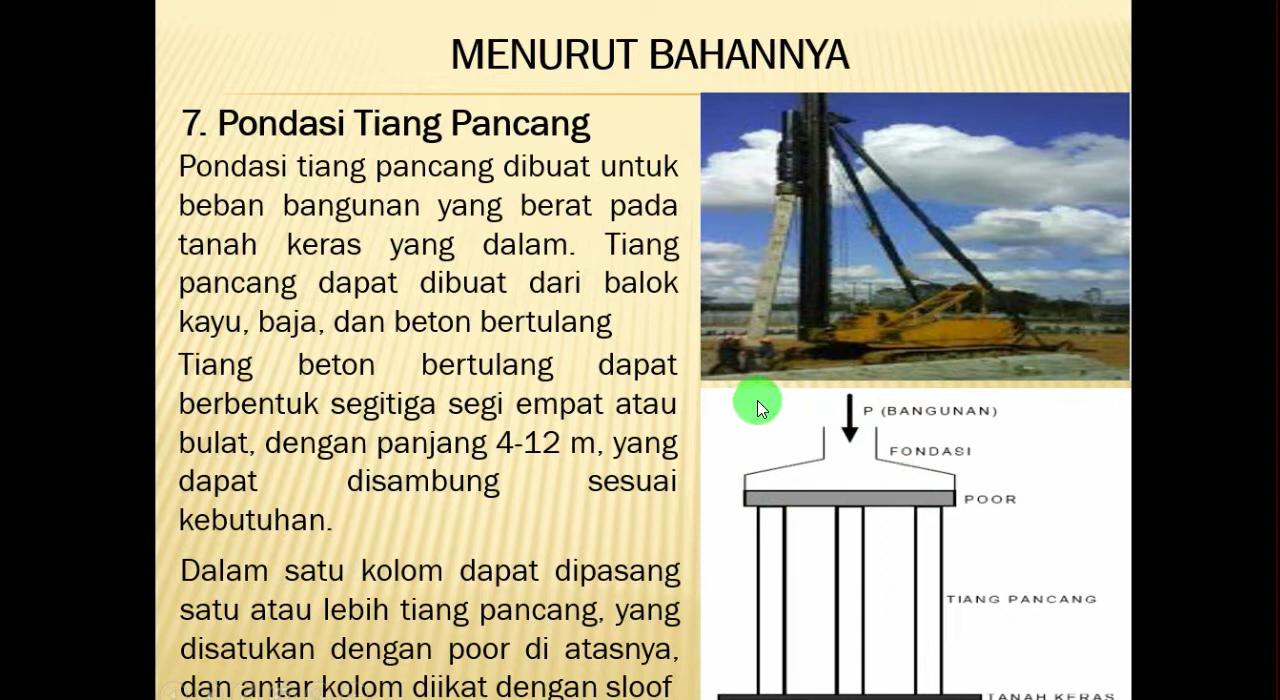 MENURUT BAHANNYA
7. Pondasi Tiang Pancang
Pondasi tiang pancang dibuat untuk
beban bangunan yang berat pada
tanah keras yang dalam. Tiang
pancang dapat dibuat dari balok
kayu, baja, dan beton bertulang
Tiang beton bertulang dapat
berbentuk segitiga segi empat atau
bulat, dengan panjang 4-12 m, yang
dapat disambung sesuai
kebutuhan.
Dalam satu kolom dapat dipasang
satu atau lebih tiang pancang, yang
disatukan dengan poor di atasnya,
dan antar kolom diikat dengan sloof
P (BANGUNAN)
FONDASI
POOR
TIANG PANCANG
TANAH KERAS